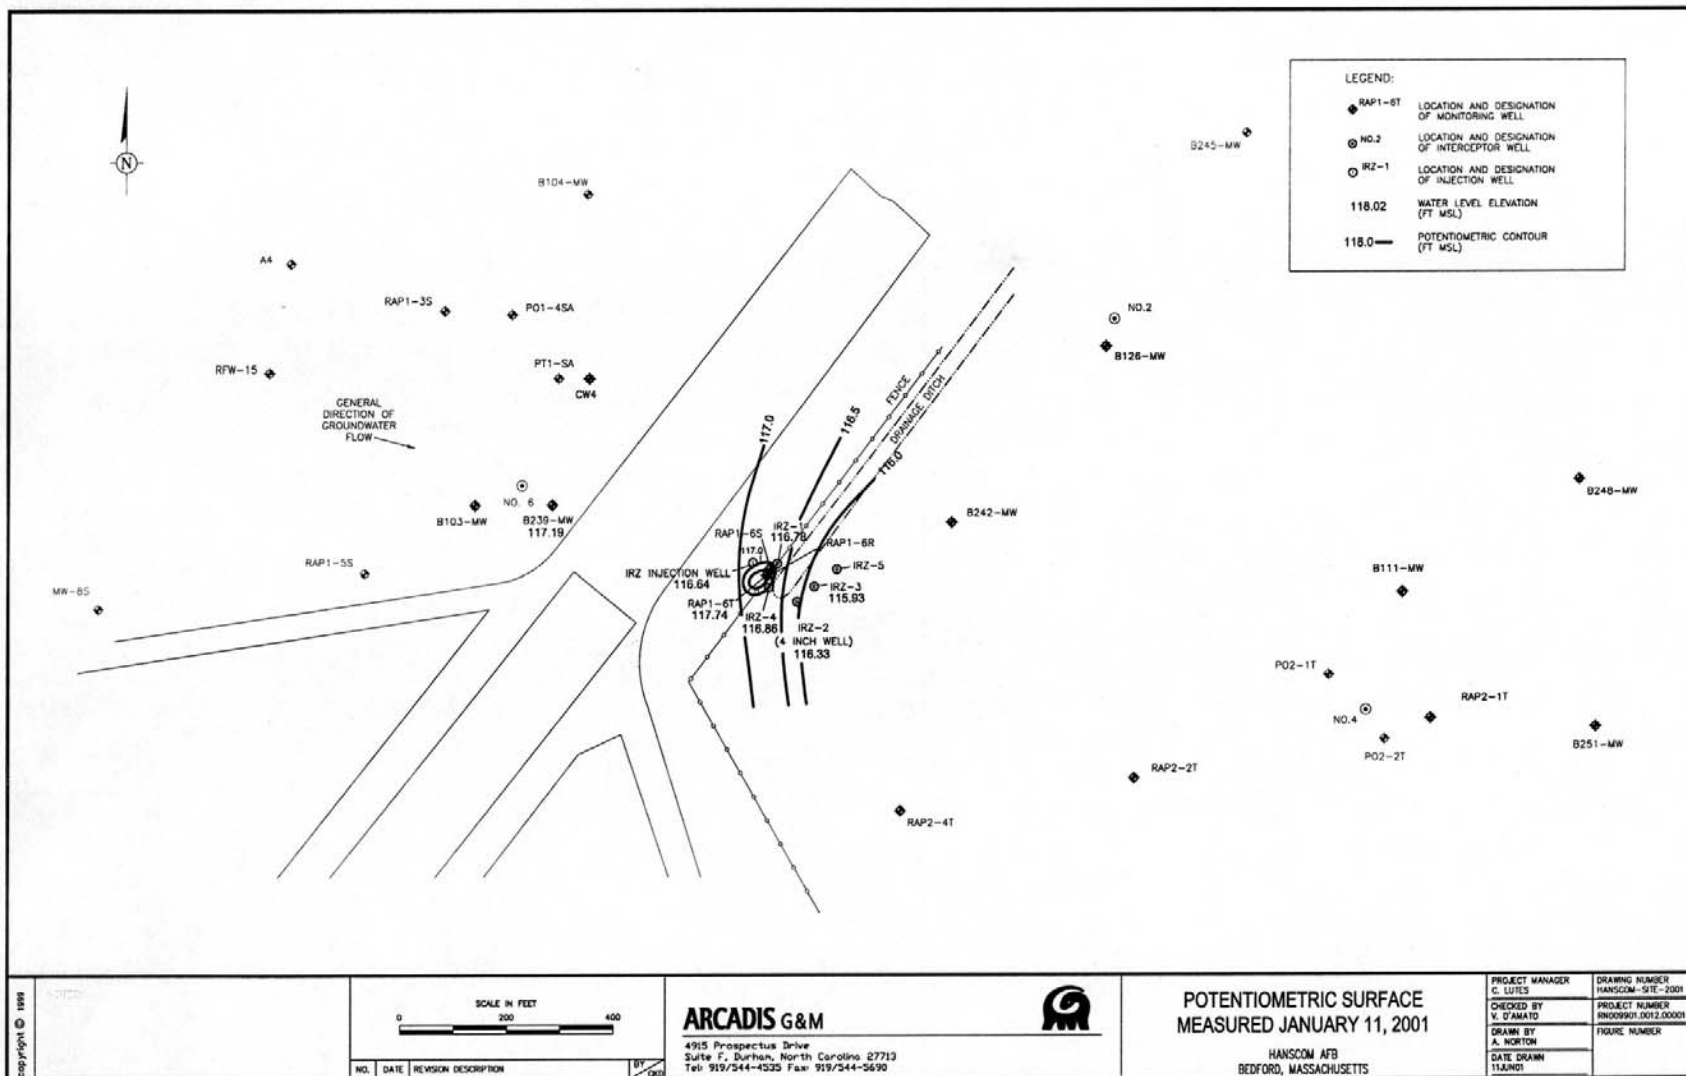 LEGEND:
RAP1-6T LOCATION AND DESIGNATION
OF MONITORING WELL
NO.2 LOCATION AND DESIGNATION
OF INTERCEPTOR WELL
IRZ-1 LOCATION AND DESIGNATION
OF INJECTION WELL
118.02 WATER LEVEL ELEVATION
(FT MSL)
118.0 POTENTIOMETRIC CONTOUR
(FT MSL)
N
B245-MW
B104-MW
A4
RAP1-3S
PO1-4SA
NO.2
B126-MW
RFW-15
PT1-SA
CW4
GENERAL
DIRECTION OF
GROUNDWATER
FLOW
FENCE
DRAINAGE DITCH
117.0
116.5
116.0
NO. 6
B103-MW
B239-MW
117.19
B242-MW
B248-MW
RAP1-5S
MW-8S
RAP1-6S
IRZ-1
116.78
RAP1-6R
117.0
IRZ INJECTION WELL
116.64
IRZ-5
IRZ-3
115.93
RAP1-6T
117.74
IRZ-4
116.86
IRZ-2
(4 INCH WELL)
116.33
B111-MW
PO2-1T
RAP2-1T
NO.4
PO2-2T
B251-MW
RAP2-2T
RAP2-4T
copyright © 1999
SCALE IN FEET
0 200 400
NO. DATE REVISION DESCRIPTION BY CKD
ARCADIS G&M
4915 Prospectus Drive
Suite F, Durham, North Carolina 27713
Tel: 919/544-4535 Fax: 919/544-5690
POTENTIOMETRIC SURFACE
MEASURED JANUARY 11, 2001
HANSCOM AFB
BEDFORD, MASSACHUSETTS
PROJECT MANAGER
C. LUTES
DRAWING NUMBER
HANSCOM-SITE-2001
CHECKED BY
V. D'AMATO
PROJECT NUMBER
RN009901.0012.00001
DRAWN BY
A. NORTON
FIGURE NUMBER
DATE DRAWN
11JUN01